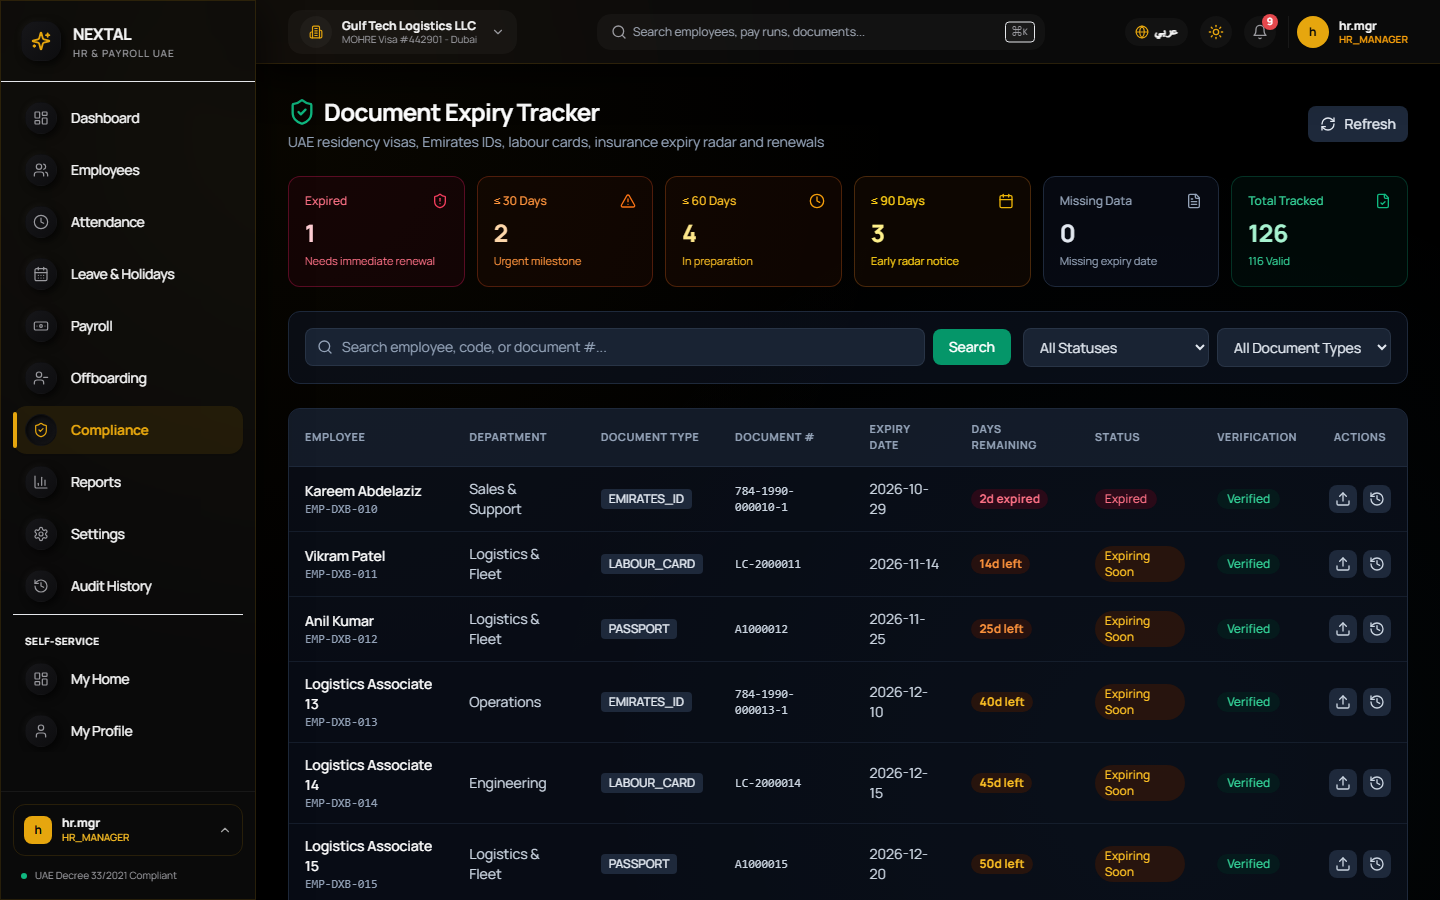 NEXTAL
HR & PAYROLL UAE
Dashboard
Employees
Attendance
Leave & Holidays
Payroll
Offboarding
Compliance
Reports
Settings
Audit History
SELF-SERVICE
My Home
My Profile
h
hr.mgr
HR_MANAGER
UAE Decree 33/2021 Compliant
Gulf Tech Logistics LLC
MOHRE Visa #442901 - Dubai
Search employees, pay runs, documents...
⌘K
عربي
9
h
hr.mgr
HR_MANAGER
Document Expiry Tracker
UAE residency visas, Emirates IDs, labour cards, insurance expiry radar and renewals
Refresh
Expired
1
Needs immediate renewal
≤ 30 Days
2
Urgent milestone
≤ 60 Days
4
In preparation
≤ 90 Days
3
Early radar notice
Missing Data
0
Missing expiry date
Total Tracked
126
116 Valid
Search employee, code, or document #...
Search
All Statuses
All Document Types
EMPLOYEE DEPARTMENT DOCUMENT TYPE DOCUMENT # EXPIRY DATE DAYS REMAINING STATUS VERIFICATION ACTIONS
Kareem Abdelaziz
EMP-DXB-010
Sales &
Support
EMIRATES_ID
784-1990-
000010-1
2026-10-
29
2d expired
Expired
Verified
Vikram Patel
EMP-DXB-011
Logistics &
Fleet
LABOUR_CARD
LC-2000011
2026-11-14
14d left
Expiring
Soon
Verified
Anil Kumar
EMP-DXB-012
Logistics &
Fleet
PASSPORT
A1000012
2026-11-
25
25d left
Expiring
Soon
Verified
Logistics Associate
13
EMP-DXB-013
Operations
EMIRATES_ID
784-1990-
000013-1
2026-12-
10
40d left
Expiring
Soon
Verified
Logistics Associate
14
EMP-DXB-014
Engineering
LABOUR_CARD
LC-2000014
2026-12-
15
45d left
Expiring
Soon
Verified
Logistics Associate
15
EMP-DXB-015
Logistics &
Fleet
PASSPORT
A1000015
2026-12-
20
50d left
Expiring
Soon
Verified